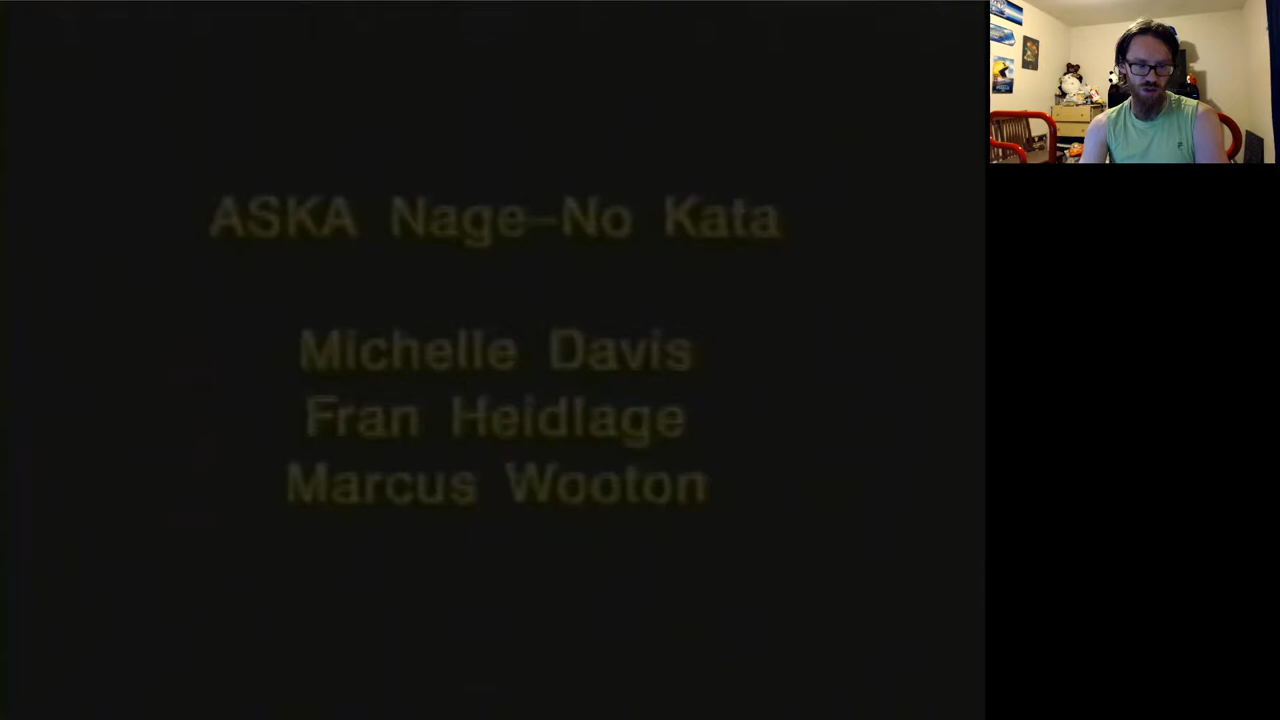 ASKA Nage-No Kata
Michelle Davis
Fran Heidlage
Marcus Wooton